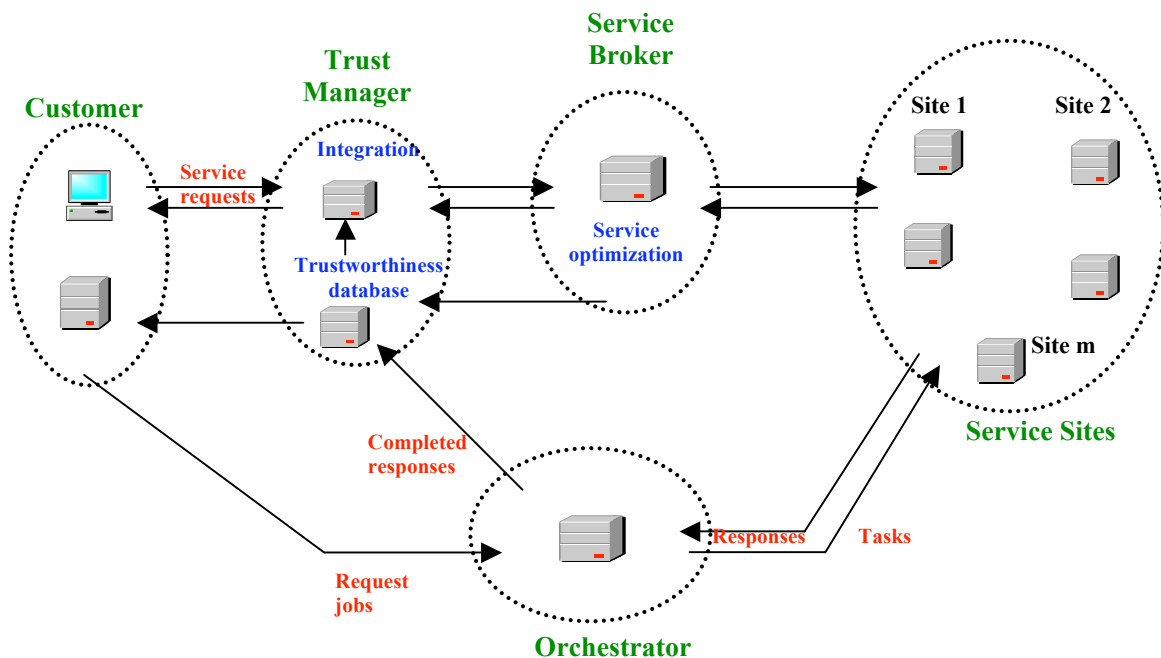 Service
Broker
Trust
Manager
Customer
Site 1
Site 2
Integration
Service
requests
Service
optimization
Trustworthiness
database
Site m
Service Sites
Completed
responses
Responses
Tasks
Request
jobs
Orchestrator